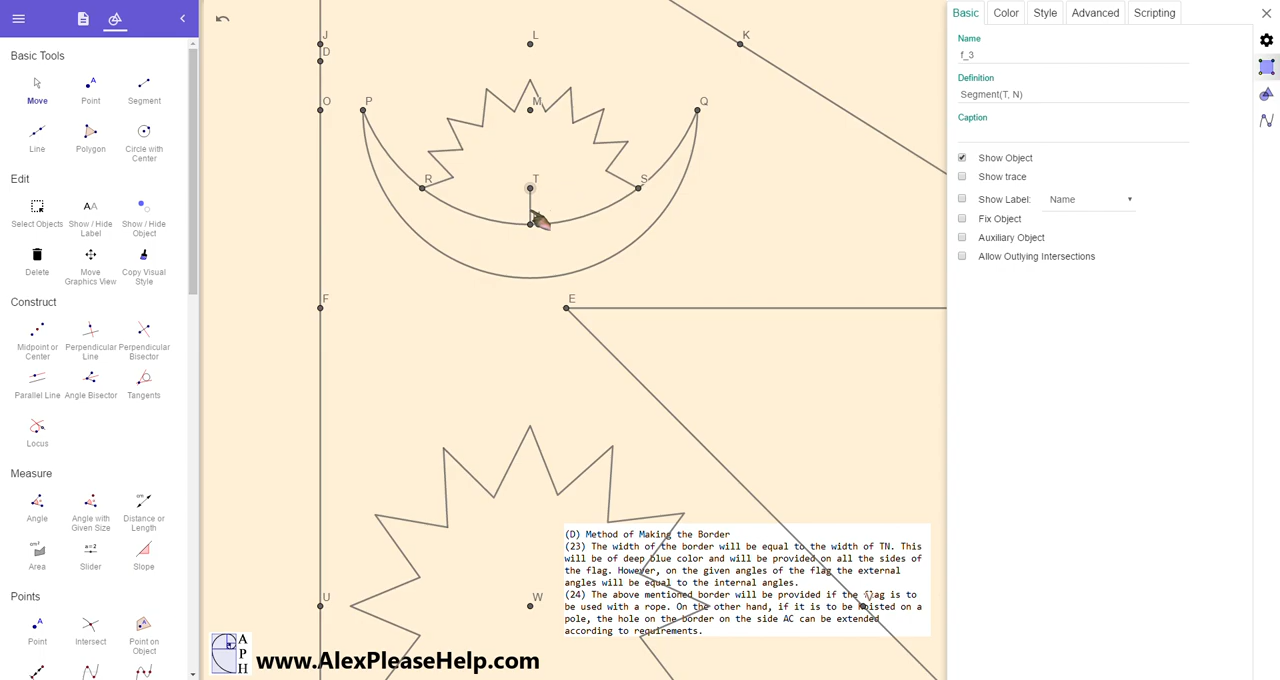 Basic Tools
Move
Point
Segment
Line
Polygon
Circle with
Center
Edit
Select Objects
AA
Show / Hide
Label
Show / Hide
Object
Delete
Move
Graphics View
Copy Visual
Style
Construct
Midpoint or
Center
Perpendicular
Line
Perpendicular
Bisector
Parallel Line
Angle Bisector
Tangents
Locus
Measure
Angle
Angle with
Given Size
cm
Distance or
Length
cm²
Area
a=2
Slider
Slope
Points
Point
Intersect
Point on
Object
J
D
L
K
O
P
M
Q
R
T
S
F
E
U
W
V
(D) Method of Making the Border
(23) The width of the border will be equal to the width of TN. This
will be of deep blue color and will be provided on all the sides of
the flag. However, on the given angles of the flag the external
angles will be equal to the internal angles.
(24) The above mentioned border will be provided if the flag is to
be used with a rope. On the other hand, if it is to be hoisted on a
pole, the hole on the border on the side AC can be extended
according to requirements.
A
P
H
www.AlexPleaseHelp.com
Basic
Color
Style
Advanced
Scripting
Name
f_3
Definition
Segment(T, N)
Caption
Show Object
Show trace
Show Label:
Name
Fix Object
Auxiliary Object
Allow Outlying Intersections